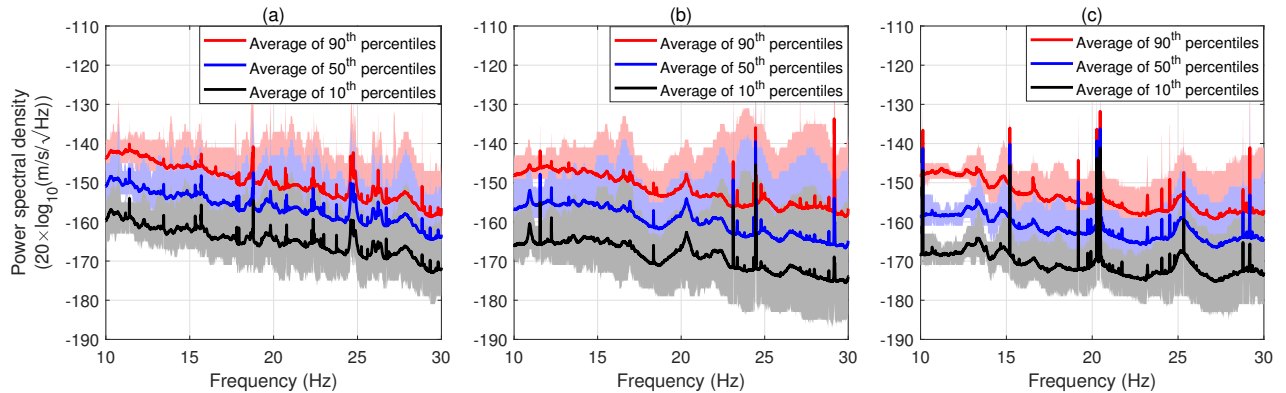 (a)
Average of 90th percentiles
Average of 50th percentiles
Average of 10th percentiles
Power spectral density
(20×log10(m/s/√Hz))
-110
-120
-130
-140
-150
-160
-170
-180
-190
10 15 20 25 30
Frequency (Hz)
(b)
Average of 90th percentiles
Average of 50th percentiles
Average of 10th percentiles
-110
-120
-130
-140
-150
-160
-170
-180
-190
10 15 20 25 30
Frequency (Hz)
(c)
Average of 90th percentiles
Average of 50th percentiles
Average of 10th percentiles
-110
-120
-130
-140
-150
-160
-170
-180
-190
10 15 20 25 30
Frequency (Hz)